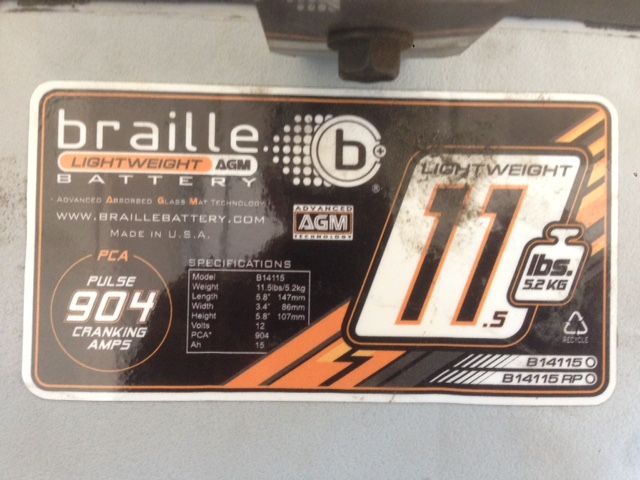 braille
LIGHTWEIGHT AGM
BATTERY
Advanced Absorbed Glass Mat Technology
WWW.BRAILLEBATTERY.COM
MADE IN U.S.A.
b +
®
ADVANCED
AGM
TECHNOLOGY
PCA
PULSE
904
CRANKING
AMPS
SPECIFICATIONS
Model B14115
Weight 11.5lbs/5.2kg
Length 5.8" 147mm
Width 3.4" 86mm
Height 5.8" 107mm
Volts 12
PCA* 904
Ah 15
LIGHTWEIGHT
11.5
lbs.
5.2 KG
RECYCLE
B14115
B14115 RP